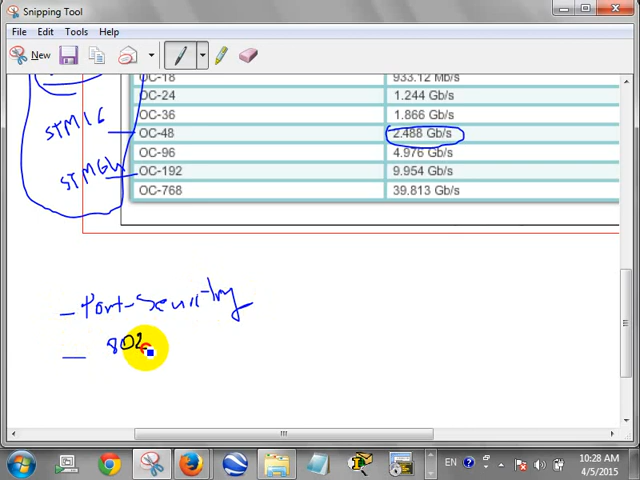 Snipping Tool
File Edit Tools Help
New
OC-18 933.12 Mb/s
OC-24 1.244 Gb/s
OC-36 1.866 Gb/s
STM16 OC-48 2.488 Gb/s
OC-96 4.976 Gb/s
STM64 OC-192 9.954 Gb/s
OC-768 39.813 Gb/s
- Port-Security
- 802
EN 10:28 AM
4/5/2015